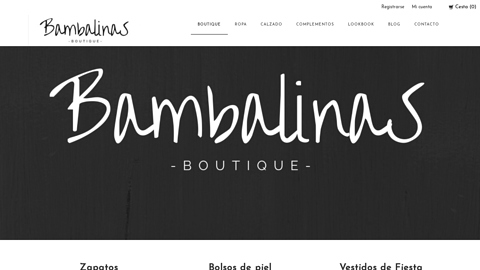 Registrarse Mi cuenta Cesta (0)
Bambalinas
-BOUTIQUE-
BOUTIQUE ROPA CALZADO COMPLEMENTOS LOOKBOOK BLOG CONTACTO
Bambalinas
-BOUTIQUE-
Zapatos Bolsos de piel Vestidos de Fiesta